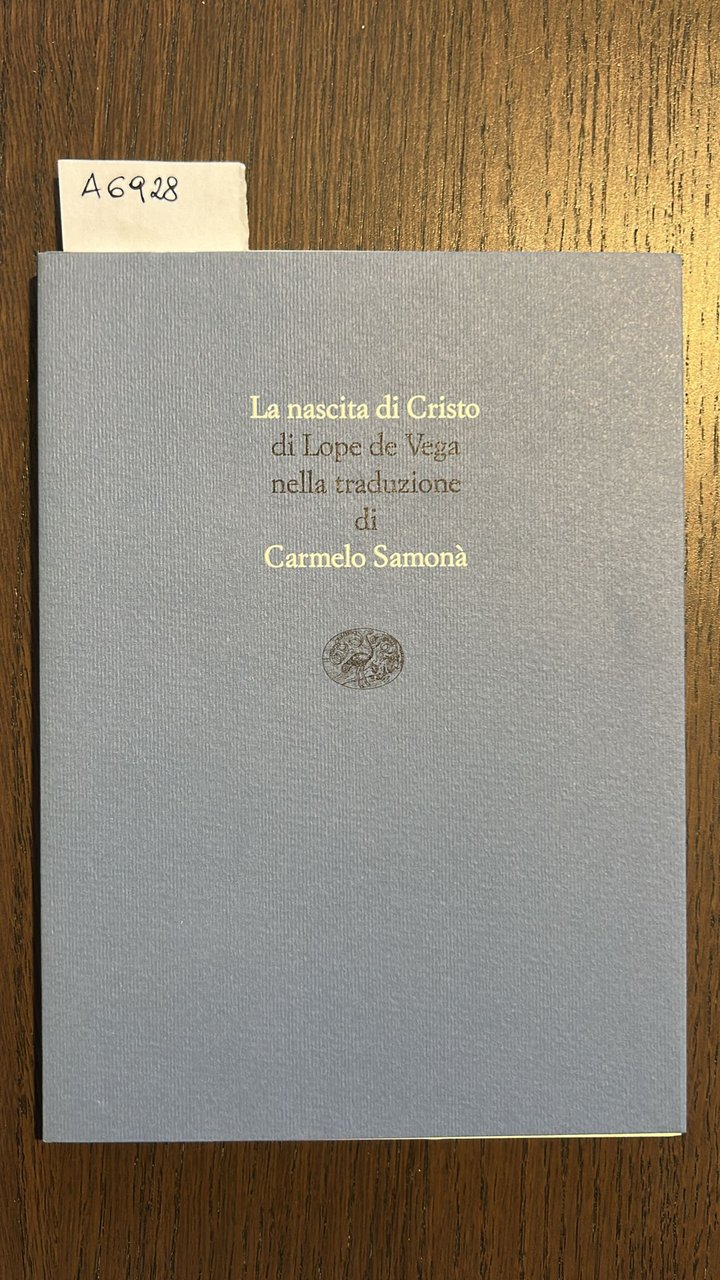 A6928
La nascita di Cristo
di Lope de Vega
nella traduzione
di
Carmelo Samonà